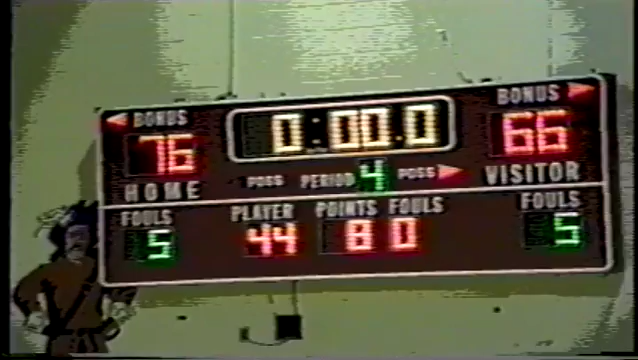 BONUS BONUS
76 0:00.0 66
HOME POSS PERIOD 4 POSS VISITOR
FOULS PLAYER POINTS FOULS FOULS
5 44 8 0 5